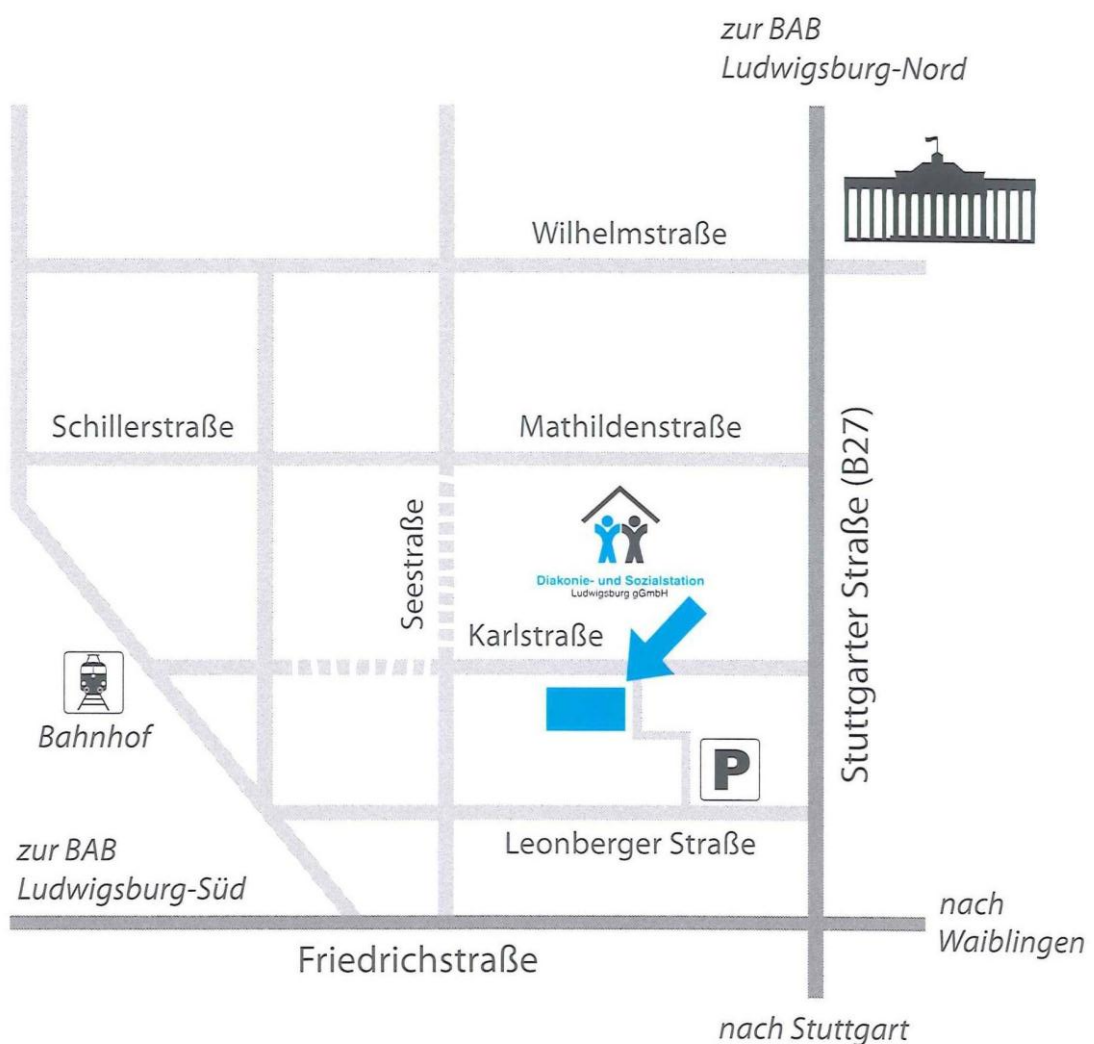 zur BAB
Ludwigsburg-Nord
Wilhelmstraße
Schillerstraße
Mathildenstraße
Stuttgarter Straße (B27)
Seestraße
Diakonie- und Sozialstation
Ludwigsburg gGmbH
Karlstraße
Bahnhof
P
Leonberger Straße
zur BAB
Ludwigsburg-Süd
nach
Waiblingen
Friedrichstraße
nach Stuttgart